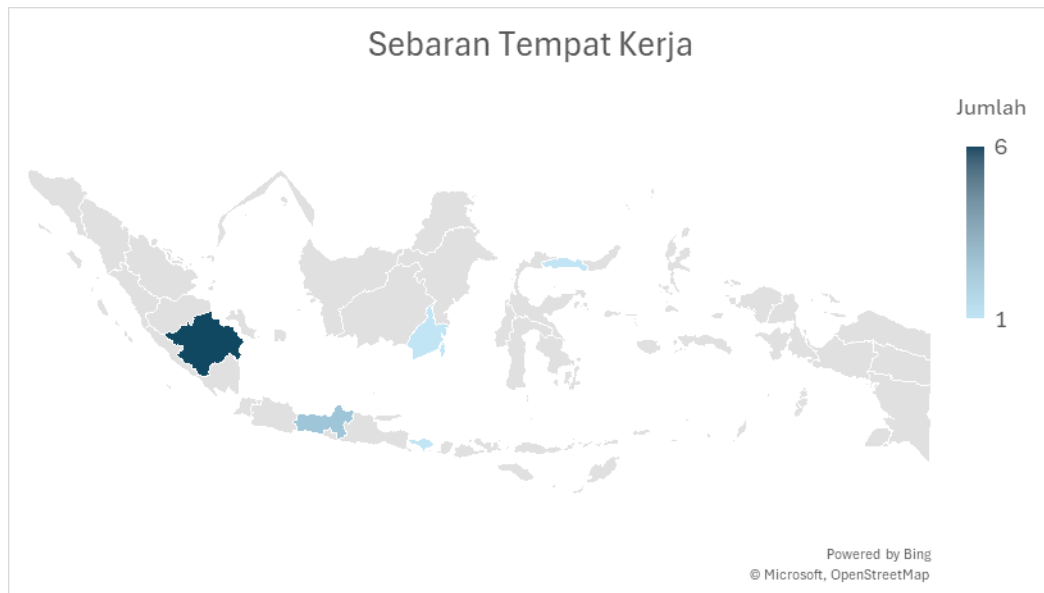 Sebaran Tempat Kerja
Jumlah
6
1
Powered by Bing
© Microsoft, OpenStreetMap